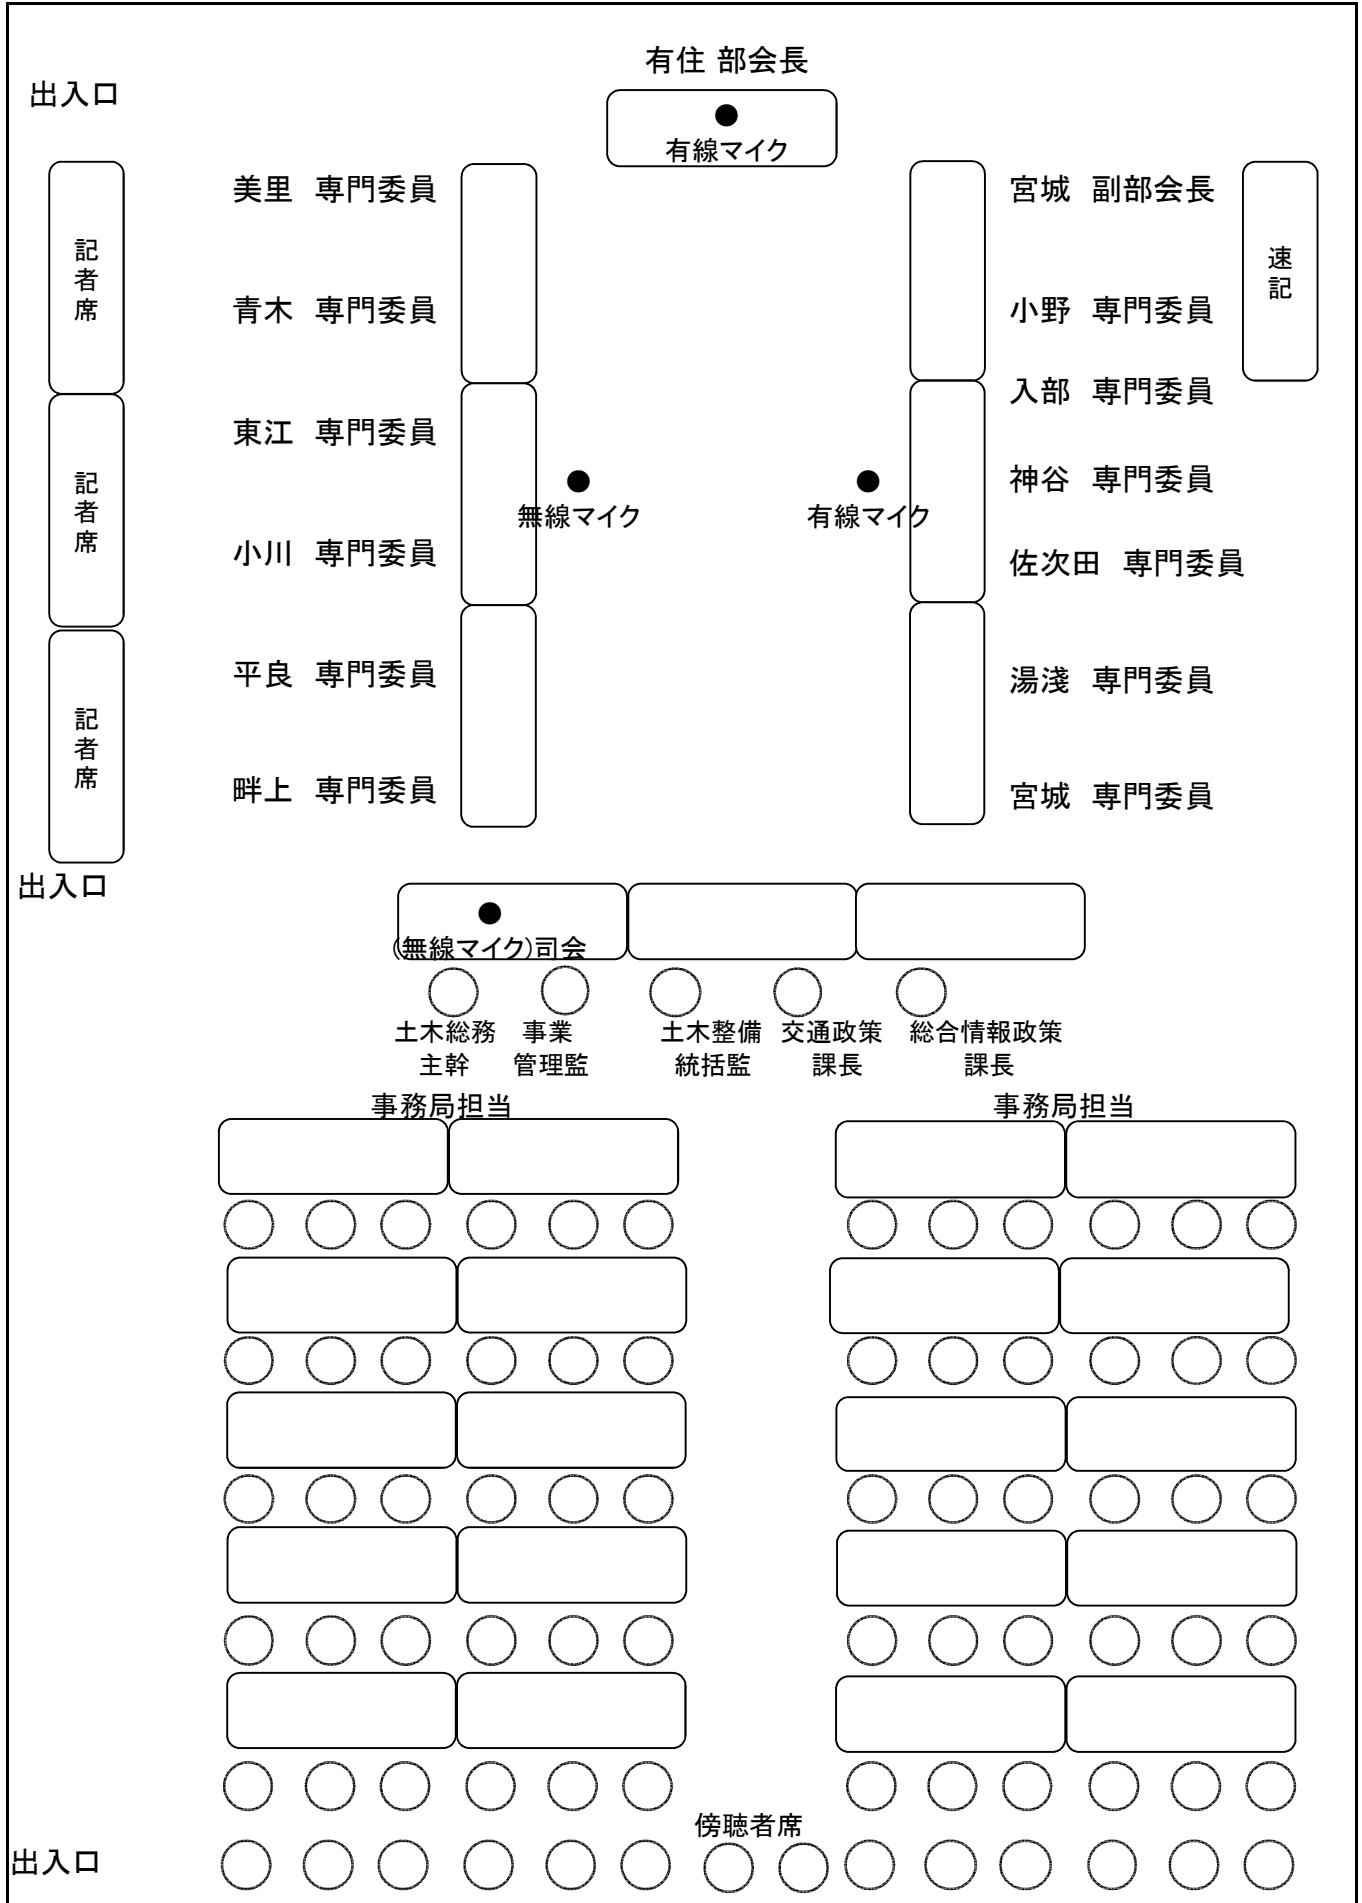 有住 部会長
出入口
有線マイク
美里 専門委員
宮城 副部会長
記者席
速記
青木 専門委員
小野 専門委員
入部 専門委員
東江 専門委員
神谷 専門委員
記者席
無線マイク
有線マイク
小川 専門委員
佐次田 専門委員
平良 専門委員
湯淺 専門委員
記者席
畔上 専門委員
宮城 専門委員
出入口
(無線マイク)司会
土木総務
主幹
事業
管理監
土木整備
統括監
交通政策
課長
総合情報政策
課長
事務局担当
事務局担当
傍聴者席
出入口